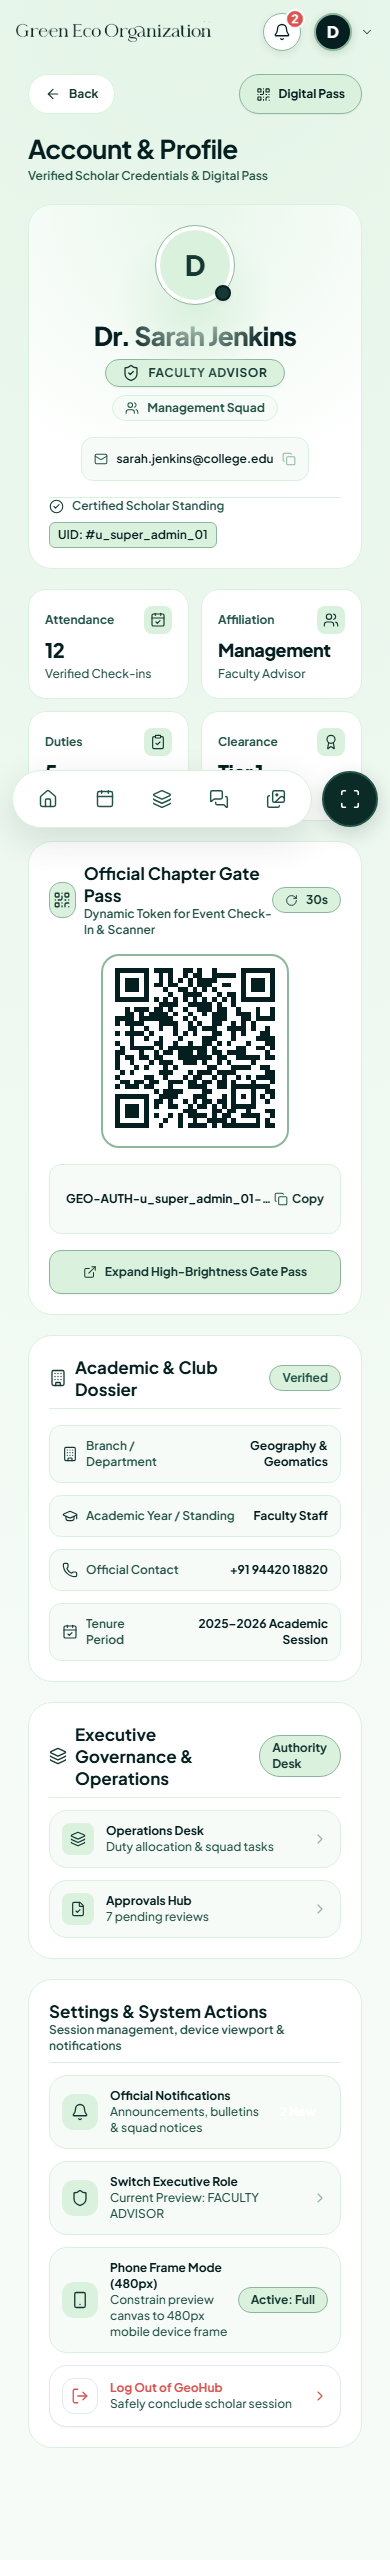 Green Eco Organization
2
D
Back
Digital Pass
Account & Profile
Verified Scholar Credentials & Digital Pass
D
Dr. Sarah Jenkins
FACULTY ADVISOR
Management Squad
sarah.jenkins@college.edu
Certified Scholar Standing
UID: #u_super_admin_01
Attendance
12
Verified Check-ins
Affiliation
Management
Faculty Advisor
Duties
Clearance
Tier 1
Official Chapter Gate
Pass
Dynamic Token for Event Check-
In & Scanner
30s
GEO-AUTH-u_super_admin_01-…
Copy
Expand High-Brightness Gate Pass
Academic & Club
Dossier
Verified
Branch /
Department
Geography &
Geomatics
Academic Year / Standing
Faculty Staff
Official Contact
+91 94420 18820
Tenure
Period
2025–2026 Academic
Session
Executive
Governance &
Operations
Authority
Desk
Operations Desk
Duty allocation & squad tasks
Approvals Hub
7 pending reviews
Settings & System Actions
Session management, device viewport &
notifications
Official Notifications
Announcements, bulletins
& squad notices
2 New
Switch Executive Role
Current Preview: FACULTY
ADVISOR
Phone Frame Mode
(480px)
Constrain preview
canvas to 480px
mobile device frame
Active: Full
Log Out of GeoHub
Safely conclude scholar session